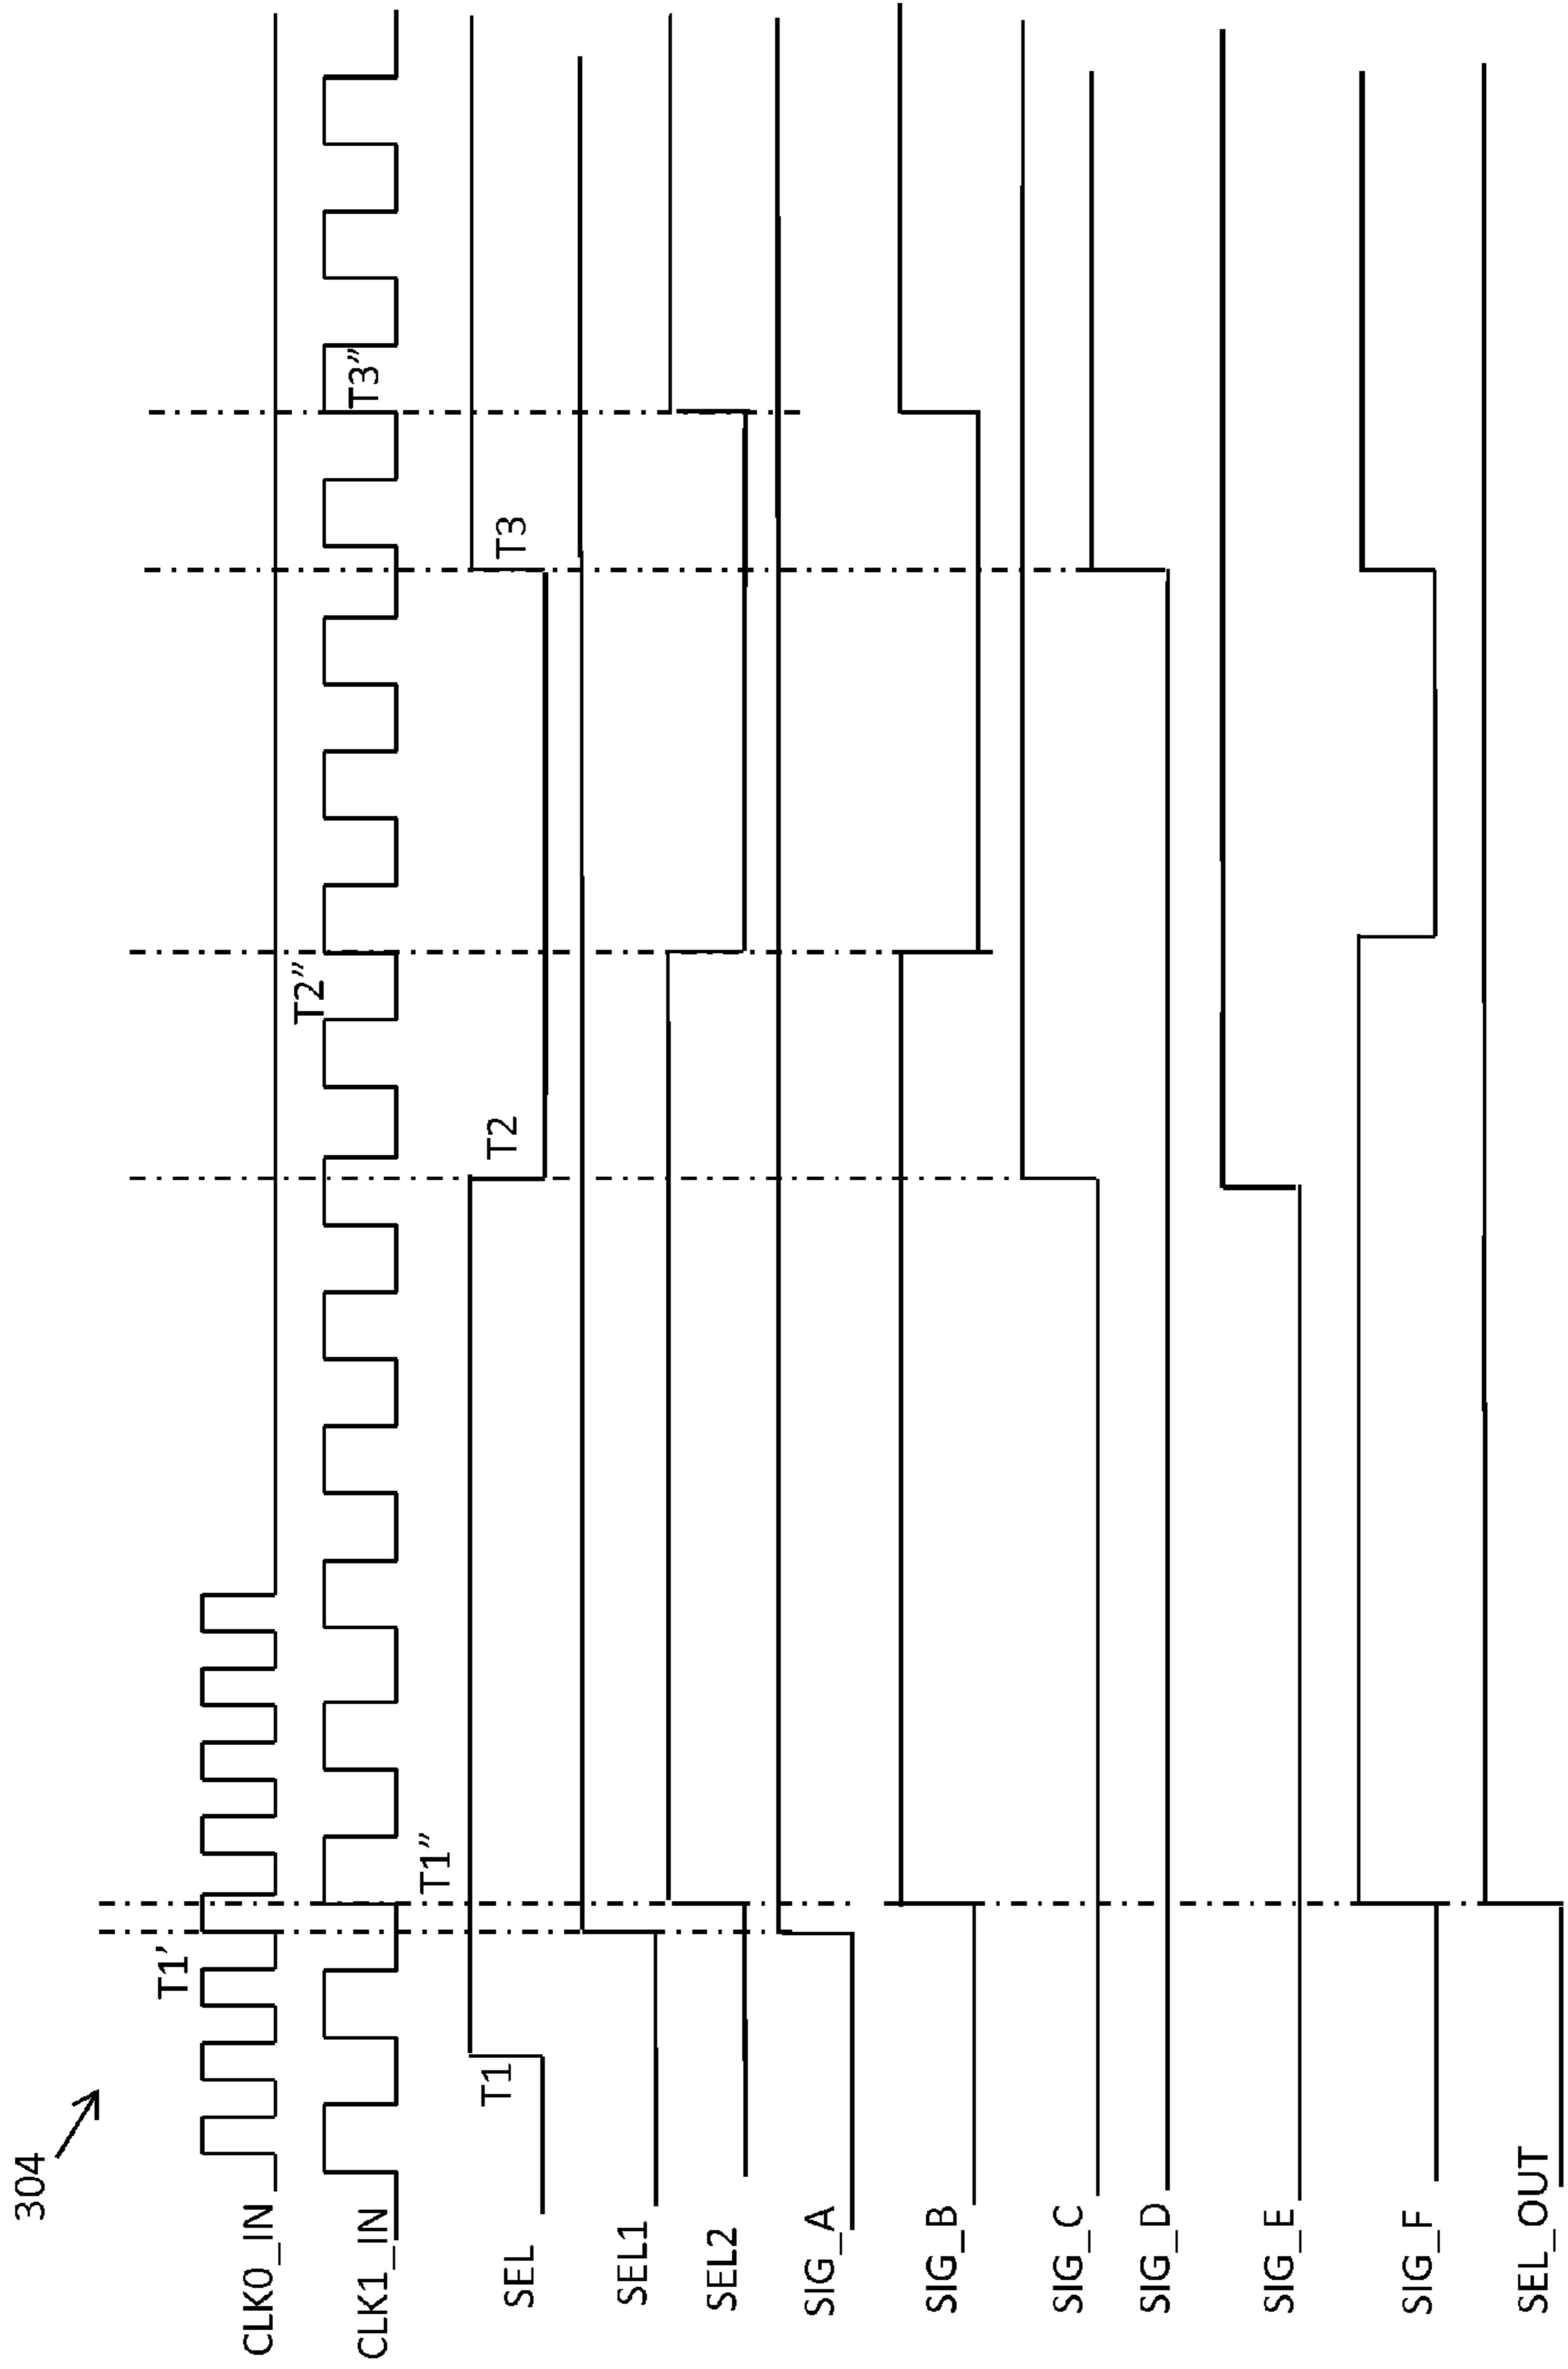 304
CLK0_IN
T1'
CLK1_IN
T1"
T2"
T3"
SEL
T1
T2
T3
SEL1
SEL2
SIG_A
SIG_B
SIG_C
SIG_D
SIG_E
SIG_F
SEL_OUT